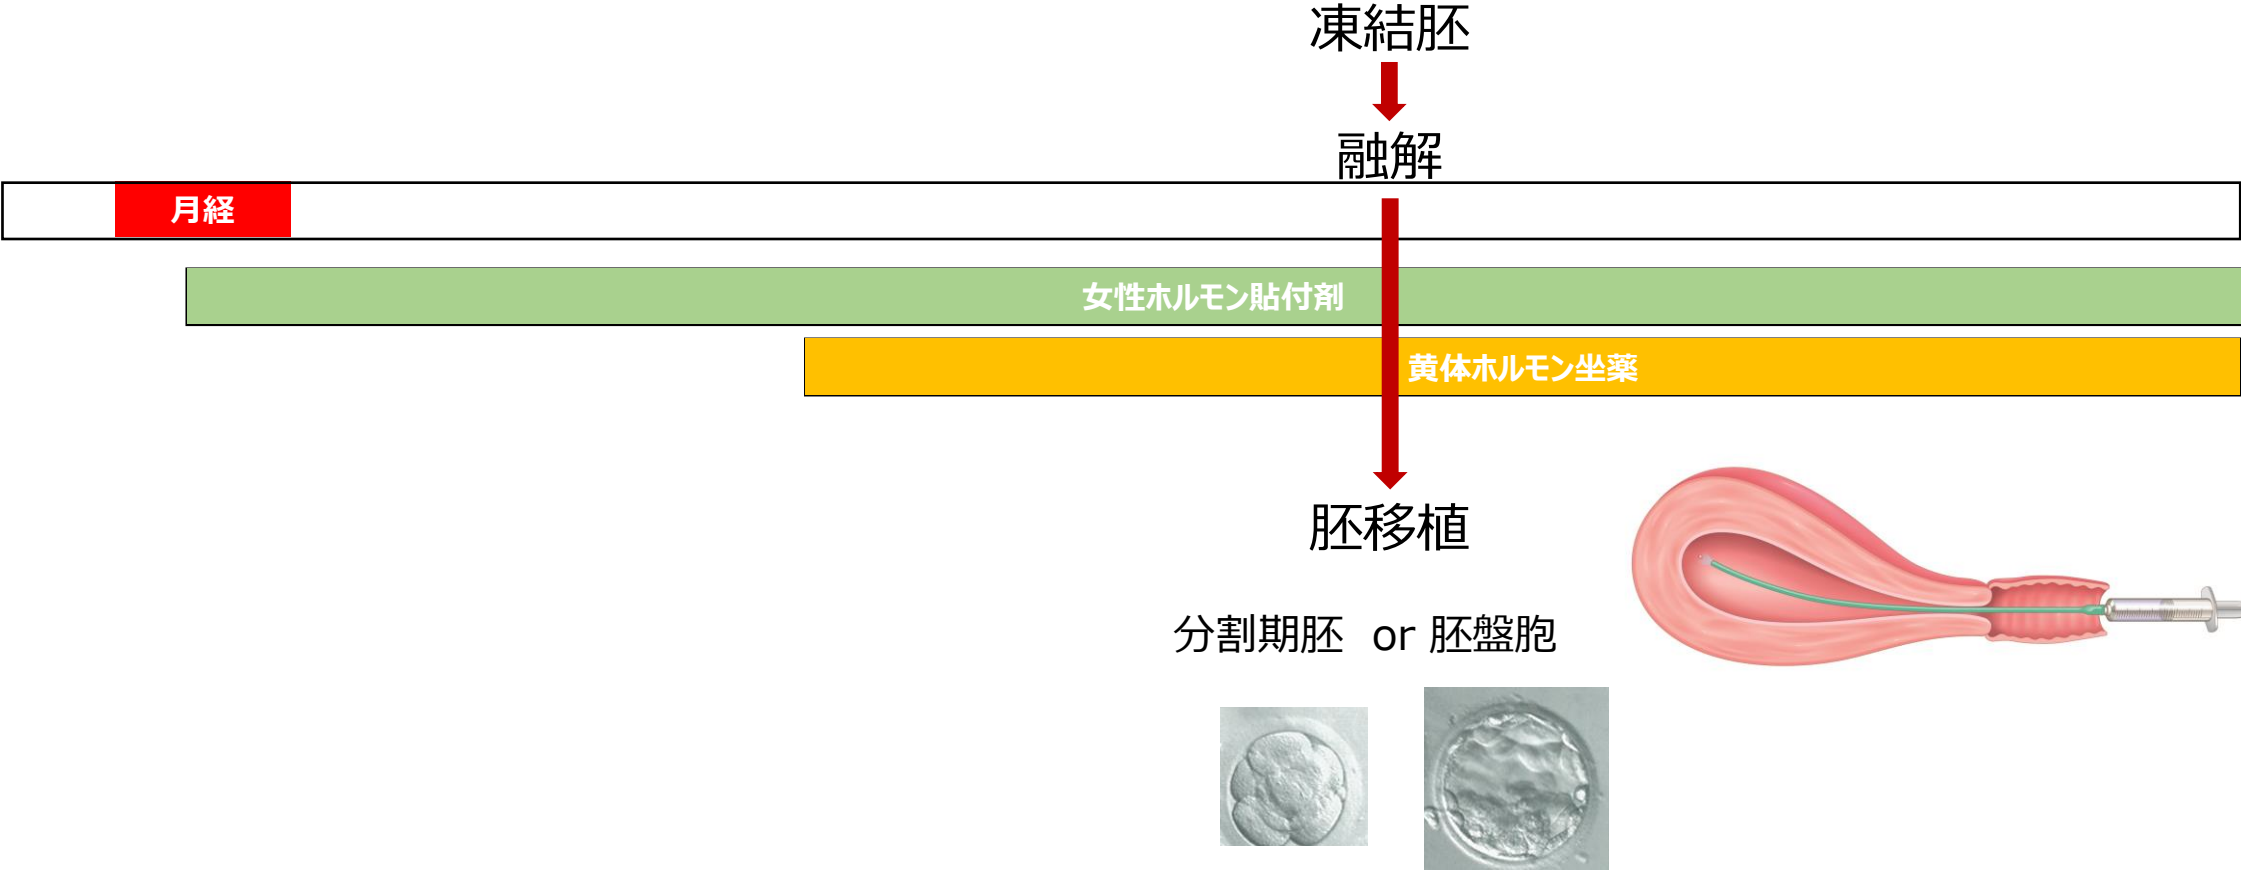 凍結胚
融解
月経
女性ホルモン貼付剤
黄体ホルモン坐薬
胚移植
分割期胚 or 胚盤胞